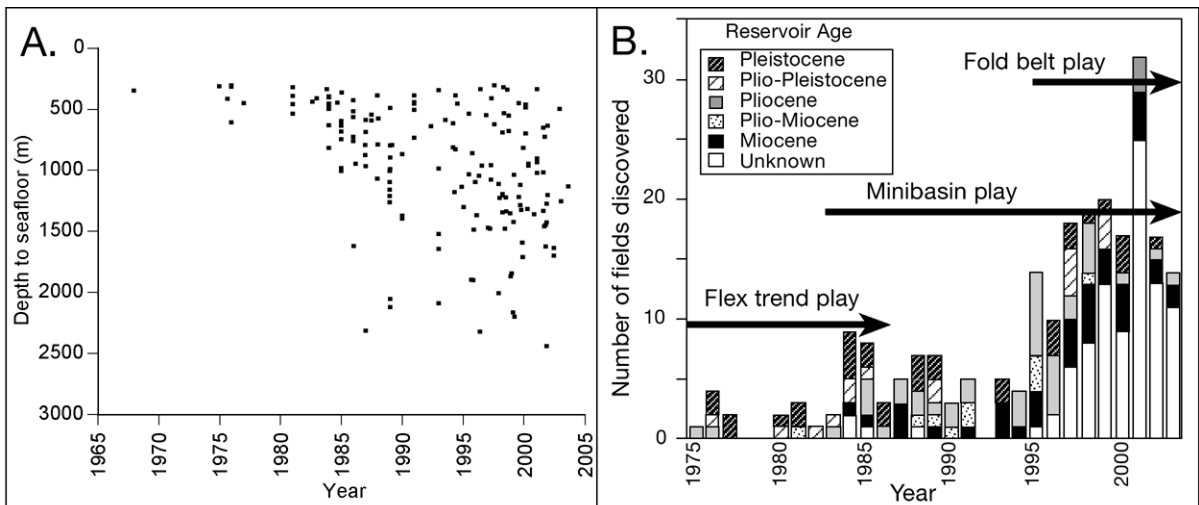 A.
0
500
1000
1500
2000
2500
3000
Depth to seafloor (m)
1965
1970
1975
1980
1985
1990
1995
2000
2005
Year
B.
Reservoir Age
Pleistocene
Plio-Pleistocene
Pliocene
Plio-Miocene
Miocene
Unknown
Fold belt play
Minibasin play
Flex trend play
30
20
10
0
Number of fields discovered
1975
1980
1985
1990
1995
2000
Year